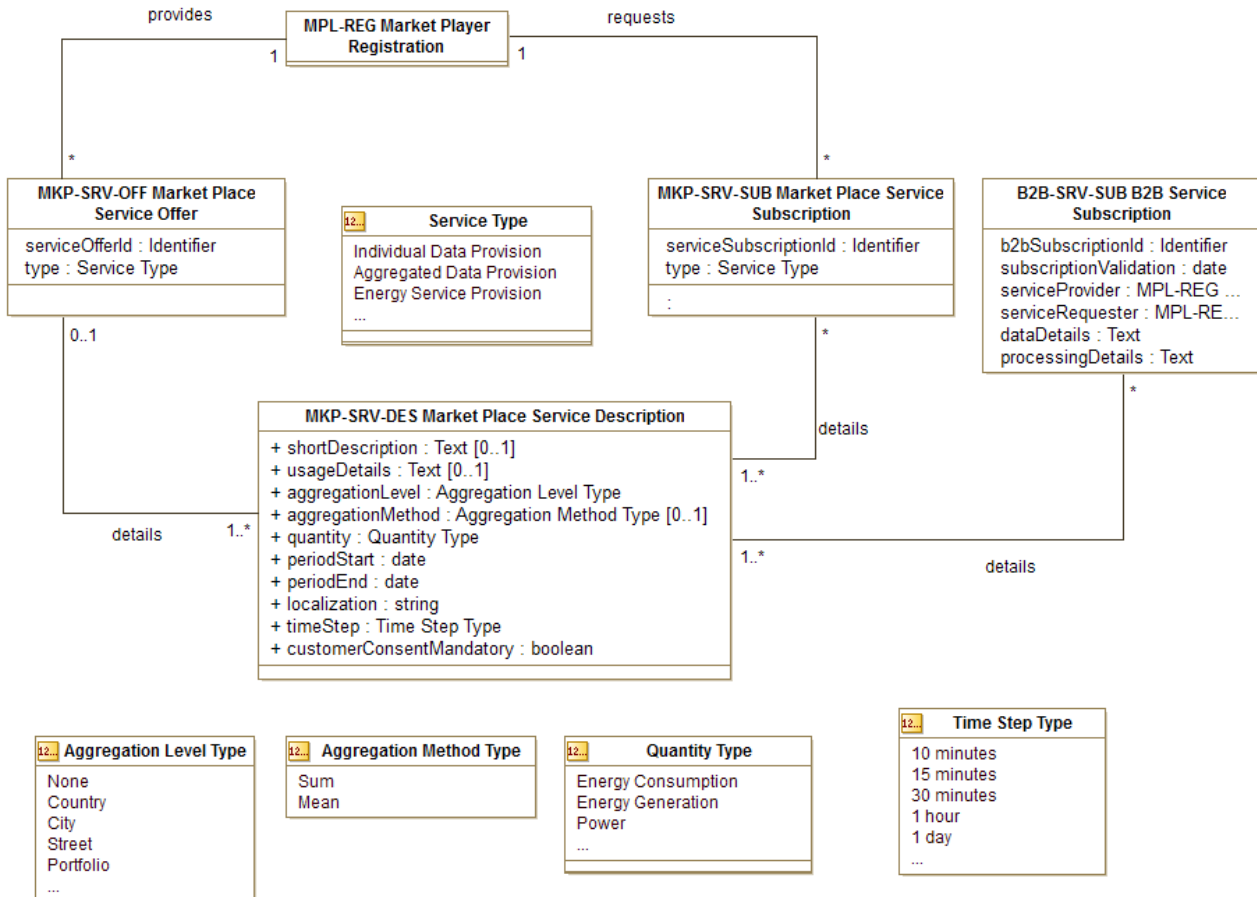 provides
MPL-REG Market Player
Registration
requests
1
1
*
*
MKP-SRV-OFF Market Place
Service Offer
serviceOfferId : Identifier
type : Service Type
0..1
12...
Service Type
Individual Data Provision
Aggregated Data Provision
Energy Service Provision
...
MKP-SRV-SUB Market Place Service
Subscription
serviceSubscriptionId : Identifier
type : Service Type
:
*
B2B-SRV-SUB B2B Service
Subscription
b2bSubscriptionId : Identifier
subscriptionValidation : date
serviceProvider : MPL-REG ...
serviceRequester : MPL-RE...
dataDetails : Text
processingDetails : Text
*
MKP-SRV-DES Market Place Service Description
+ shortDescription : Text [0..1]
+ usageDetails : Text [0..1]
+ aggregationLevel : Aggregation Level Type
+ aggregationMethod : Aggregation Method Type [0..1]
+ quantity : Quantity Type
+ periodStart : date
+ periodEnd : date
+ localization : string
+ timeStep : Time Step Type
+ customerConsentMandatory : boolean
details
1..*
details
1..*
1..*
details
12...
Aggregation Level Type
None
Country
City
Street
Portfolio
...
12...
Aggregation Method Type
Sum
Mean
12...
Quantity Type
Energy Consumption
Energy Generation
Power
...
12...
Time Step Type
10 minutes
15 minutes
30 minutes
1 hour
1 day
...